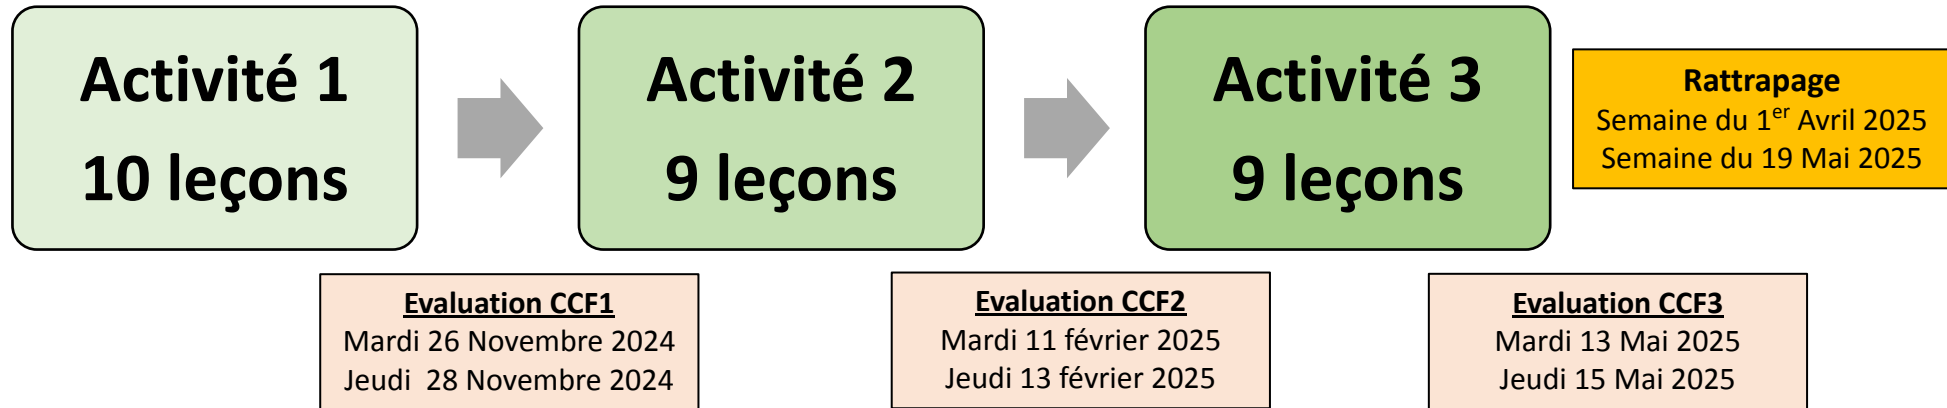 Activité 1
10 leçons
Activité 2
9 leçons
Activité 3
9 leçons
Rattrapage
Semaine du 1er Avril 2025
Semaine du 19 Mai 2025
Evaluation CCF1
Mardi 26 Novembre 2024
Jeudi  28 Novembre 2024
Evaluation CCF2
Mardi 11 février 2025
Jeudi 13 février 2025
Evaluation CCF3
Mardi 13 Mai 2025
Jeudi 15 Mai 2025